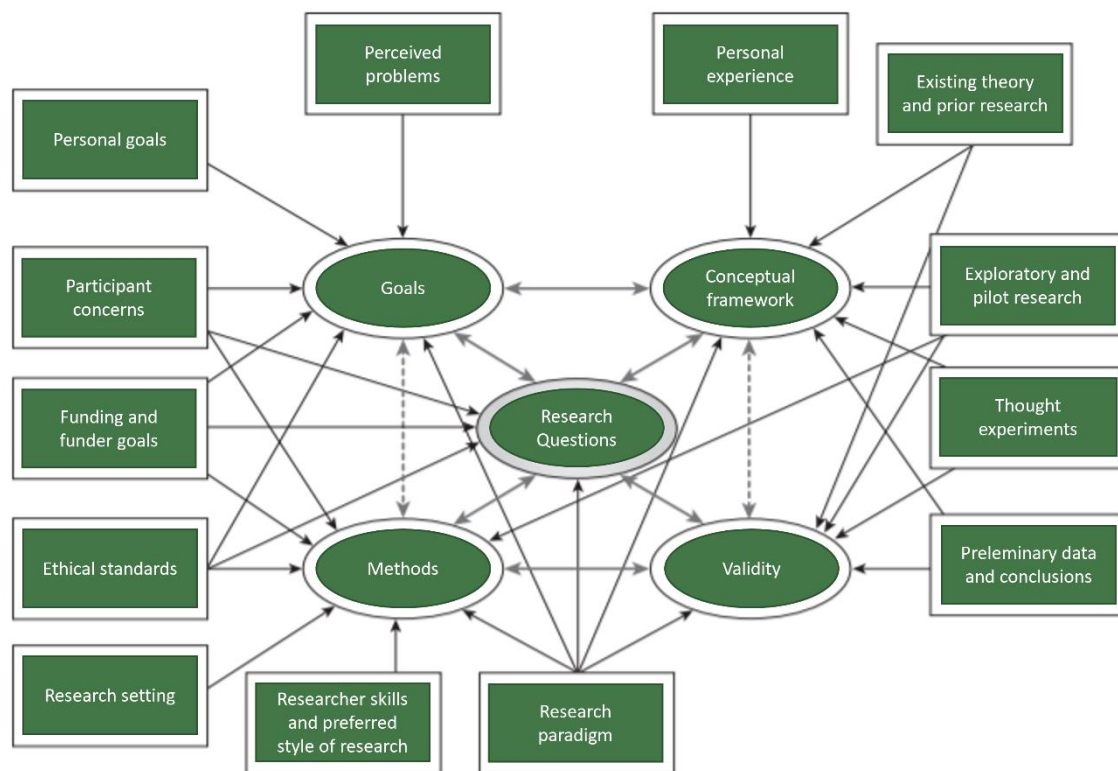 Perceived
problems
Personal
experience
Existing theory
and prior research
Personal goals
Participant
concerns
Goals
Conceptual
framework
Exploratory and
pilot research
Funding and
funder goals
Research
Questions
Thought
experiments
Ethical standards
Methods
Validity
Preleminary data
and conclusions
Research setting
Researcher skills
and preferred
style of research
Research
paradigm